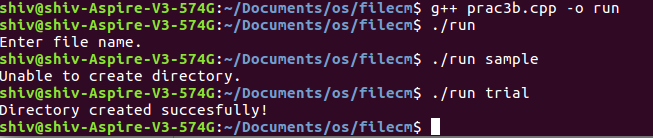 shiv@shiv-Aspire-V3-574G:~/Documents/os/filecm$ g++ prac3b.cpp -o run
shiv@shiv-Aspire-V3-574G:~/Documents/os/filecm$ ./run
Enter file name.
shiv@shiv-Aspire-V3-574G:~/Documents/os/filecm$ ./run sample
Unable to create directory.
shiv@shiv-Aspire-V3-574G:~/Documents/os/filecm$ ./run trial
Directory created succesfully!
shiv@shiv-Aspire-V3-574G:~/Documents/os/filecm$